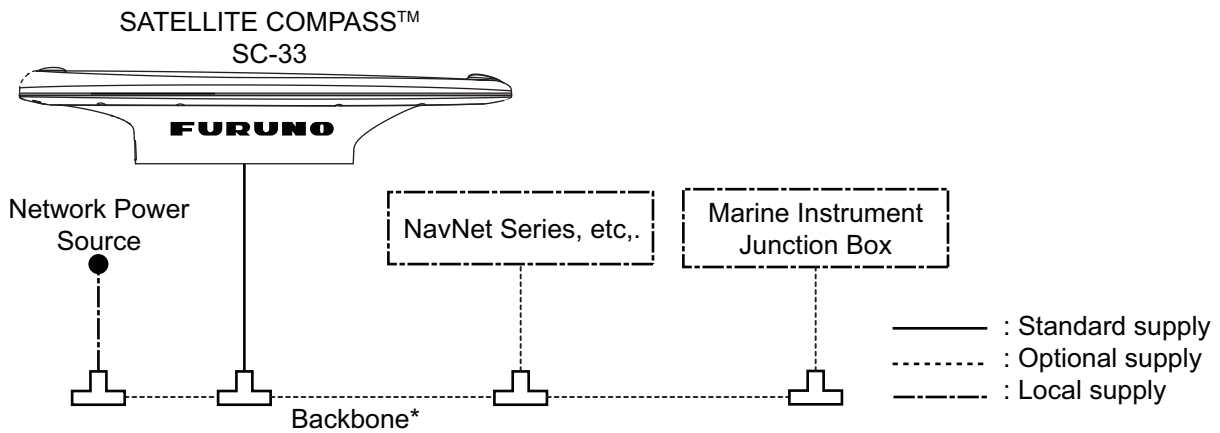 SATELLITE COMPASS™
SC-33
FURUNO
Network Power
Source
NavNet Series, etc,.
Marine Instrument
Junction Box
: Standard supply
: Optional supply
: Local supply
Backbone*